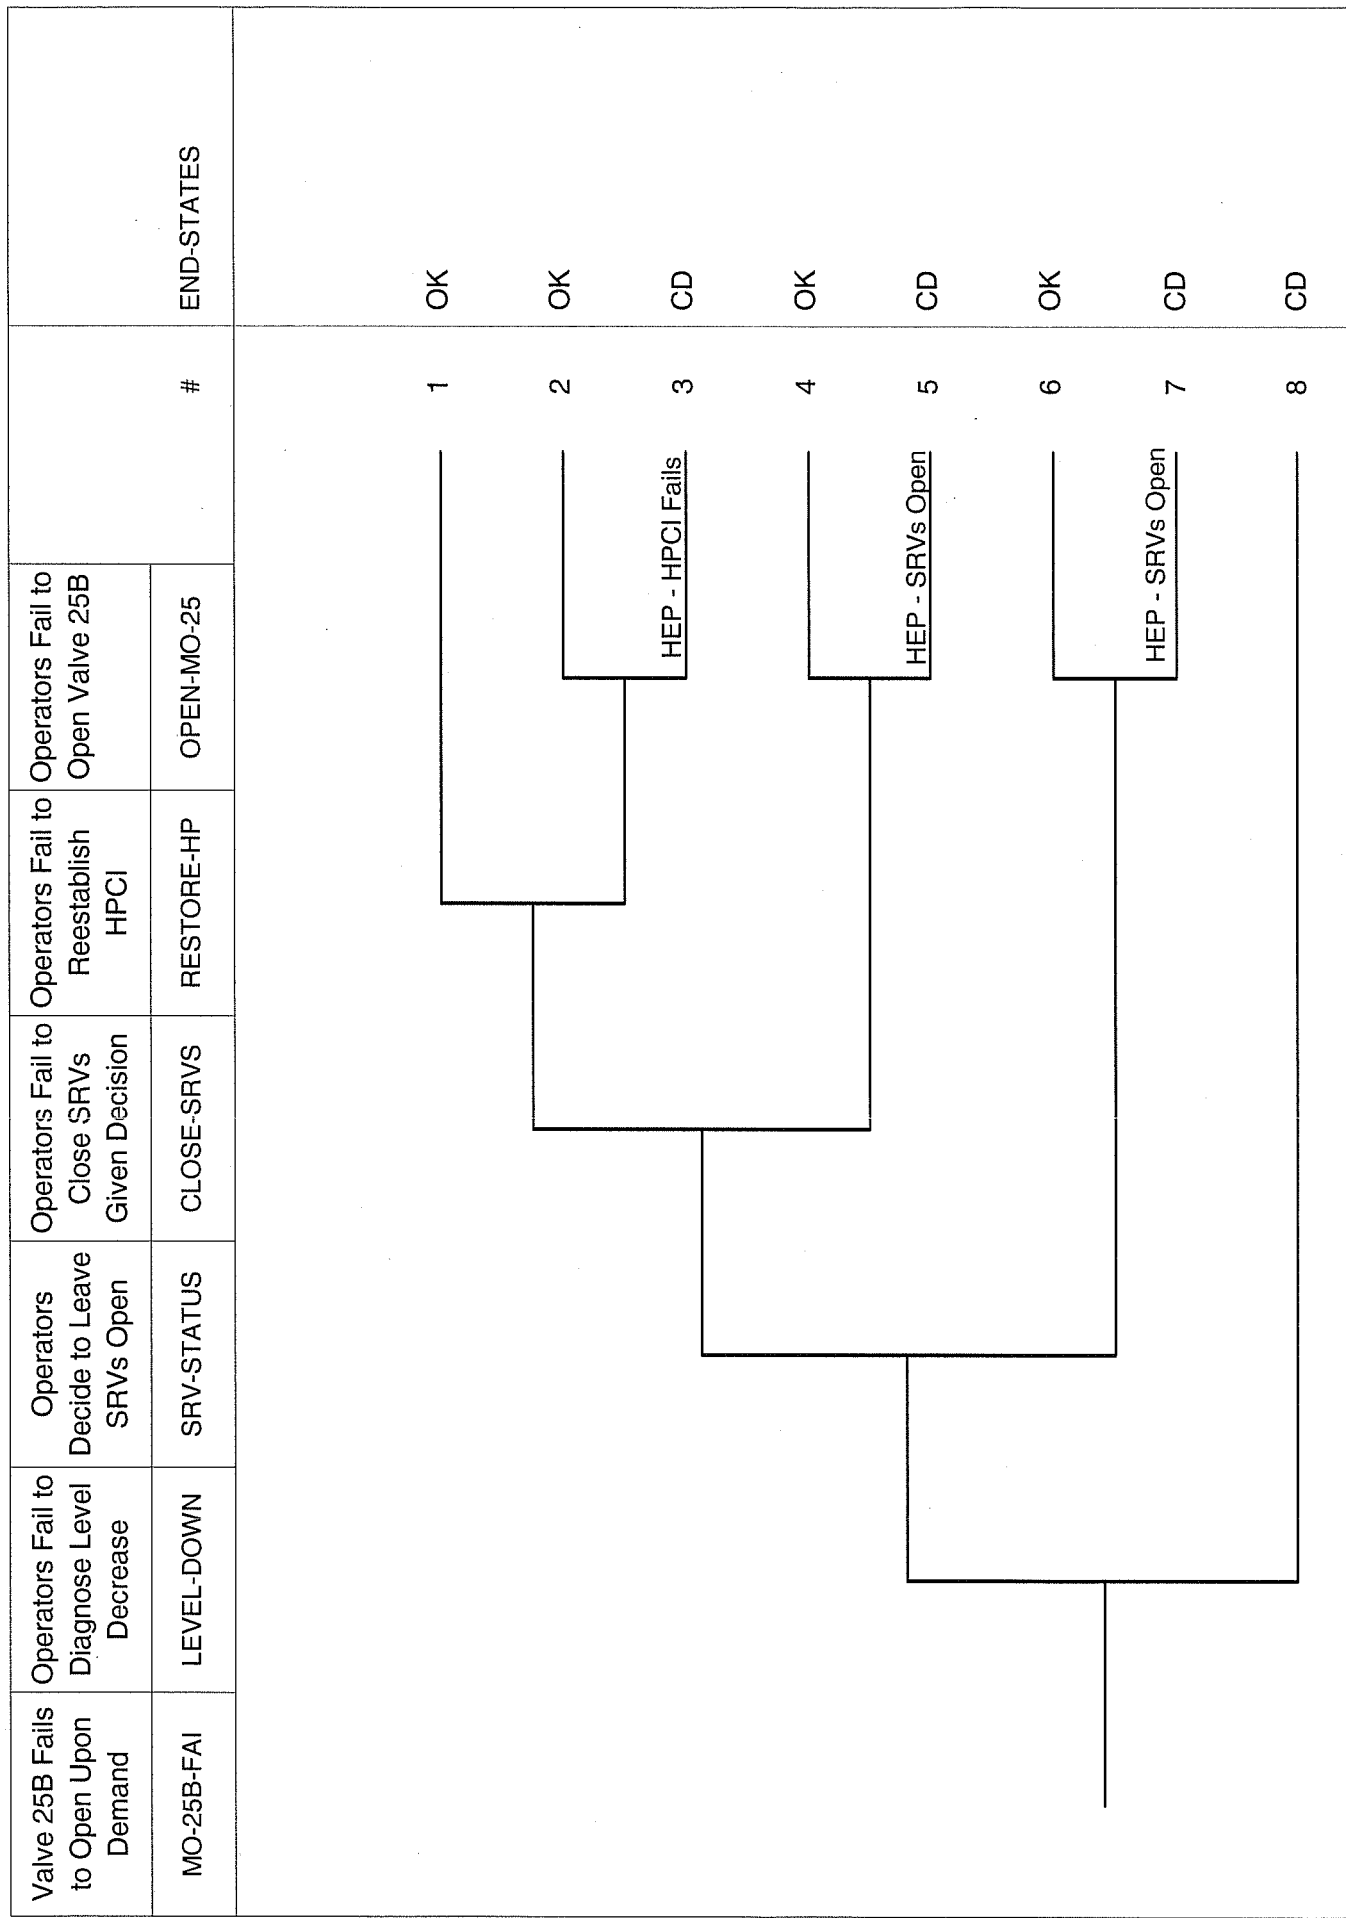 Valve 25B Fails
to Open Upon
Demand
Operators Fail to
Diagnose Level
Decrease
Operators
Decide to Leave
SRVs Open
Operators Fail to
Close SRVs
Given Decision
Operators Fail to
Reestablish
HPCI
Operators Fail to
Open Valve 25B
MO-25B-FAI
LEVEL-DOWN
SRV-STATUS
CLOSE-SRVS
RESTORE-HP
OPEN-MO-25
#
END-STATES
1
OK
2
OK
HEP - HPCI Fails
3
CD
4
OK
HEP - SRVs Open
5
CD
6
OK
HEP - SRVs Open
7
CD
8
CD